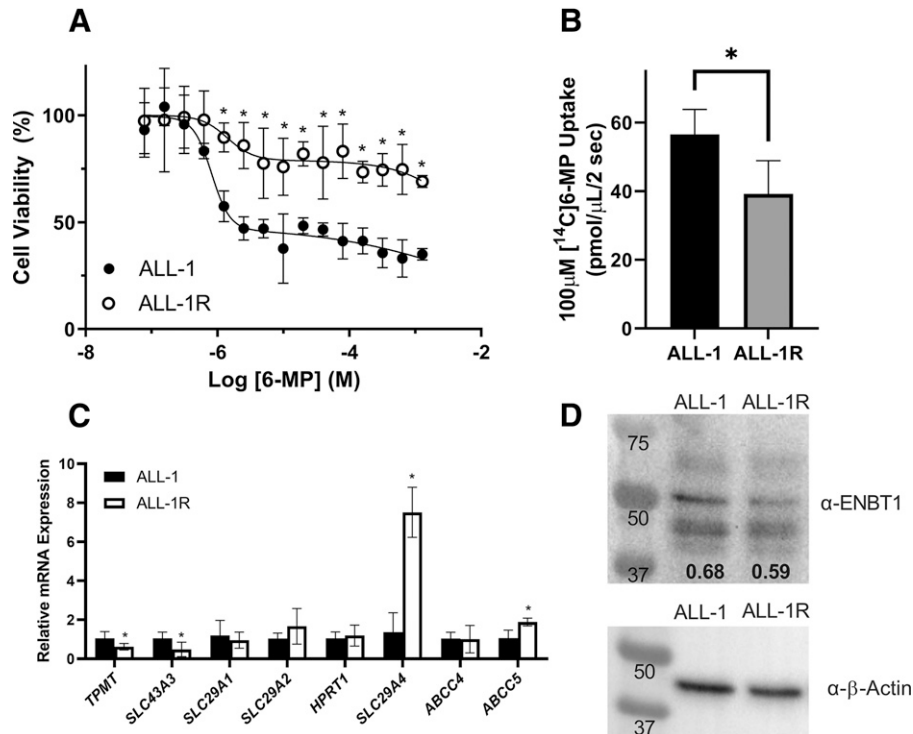 A
Cell Viability (%)
100
50
0
* * * * * * * * * *
ALL-1
ALL-1R
-8
-6
-4
-2
Log [6-MP] (M)
B
*
100μM [¹⁴C]6-MP Uptake
(pmol/μL/2 sec)
60
40
20
0
ALL-1
ALL-1R
C
Relative mRNA Expression
10
8
6
4
2
0
ALL-1
ALL-1R
* * * *
TPMT
SLC43A3
SLC29A1
SLC29A2
HPRT1
SLC29A4
ABCC4
ABCC5
D
ALL-1 ALL-1R
75
50
37
0.68 0.59
α-ENBT1
ALL-1 ALL-1R
50
37
α-β-Actin